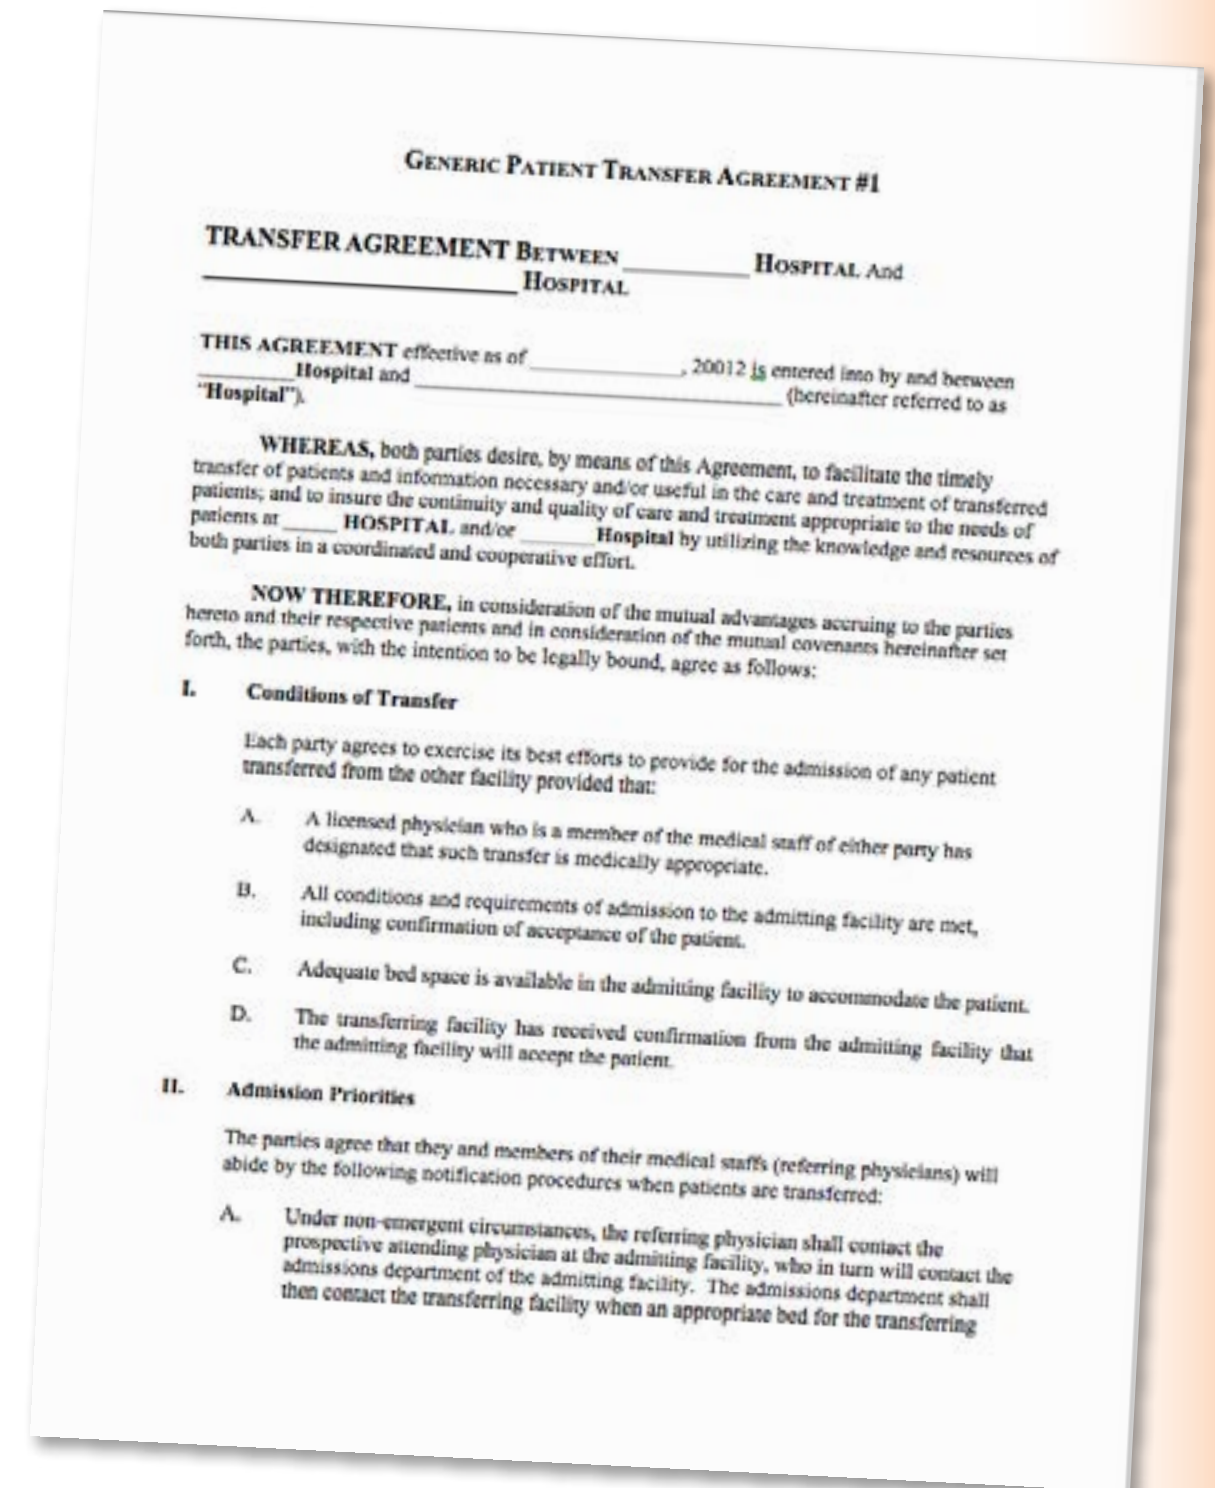 GENERIC PATIENT TRANSFER AGREEMENT #1
TRANSFER AGREEMENT BETWEEN __________ HOSPITAL And
_________________________ HOSPITAL
THIS AGREEMENT effective as of ______________, 20012 is entered into by and between
_________Hospital and __________________________________ (hereinafter referred to as
"Hospital").
WHEREAS, both parties desire, by means of this Agreement, to facilitate the timely
transfer of patients and information necessary and/or useful in the care and treatment of transferred
patients; and to insure the continuity and quality of care and treatment appropriate to the needs of
patients at _____ HOSPITAL and/or _______Hospital by utilizing the knowledge and resources of
both parties in a coordinated and cooperative effort.
NOW THEREFORE, in consideration of the mutual advantages accruing to the parties
hereto and their respective patients and in consideration of the mutual covenants hereinafter set
forth, the parties, with the intention to be legally bound, agree as follows:
I. Conditions of Transfer
Each party agrees to exercise its best efforts to provide for the admission of any patient
transferred from the other facility provided that:
A. A licensed physician who is a member of the medical staff of either party has
designated that such transfer is medically appropriate.
B. All conditions and requirements of admission to the admitting facility are met,
including confirmation of acceptance of the patient.
C. Adequate bed space is available in the admitting facility to accommodate the patient.
D. The transferring facility has received confirmation from the admitting facility that
the admitting facility will accept the patient.
II. Admission Priorities
The parties agree that they and members of their medical staffs (referring physicians) will
abide by the following notification procedures when patients are transferred:
A. Under non-emergent circumstances, the referring physician shall contact the
prospective attending physician at the admitting facility, who in turn will contact the
admissions department of the admitting facility. The admissions department shall
then contact the transferring facility when an appropriate bed for the transferring